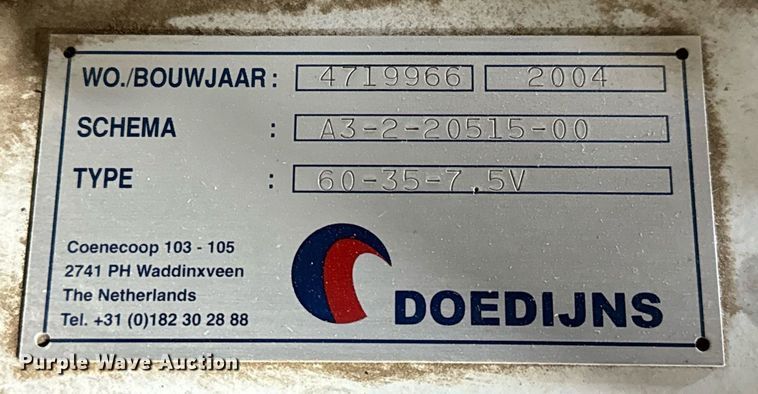 WO./BOUWJAAR: 4719966 2004
SCHEMA : A3-2-20515-00
TYPE : 60-35-7.5V
Coenecoop 103 - 105
2741 PH Waddinxveen
The Netherlands
Tel. +31 (0)182 30 28 88
DOEDIJNS
Purple Wave Auction